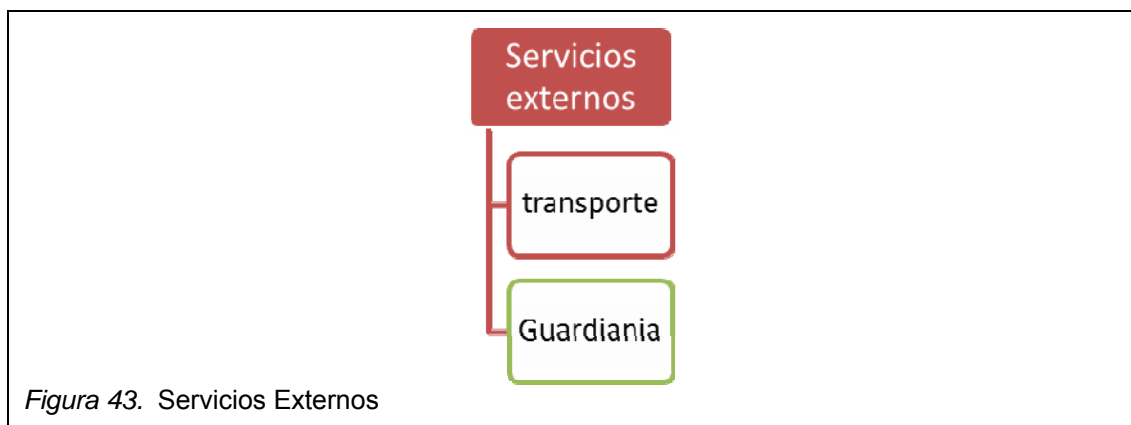 Servicios
externos
transporte
Guardiania
Figura 43. Servicios Externos